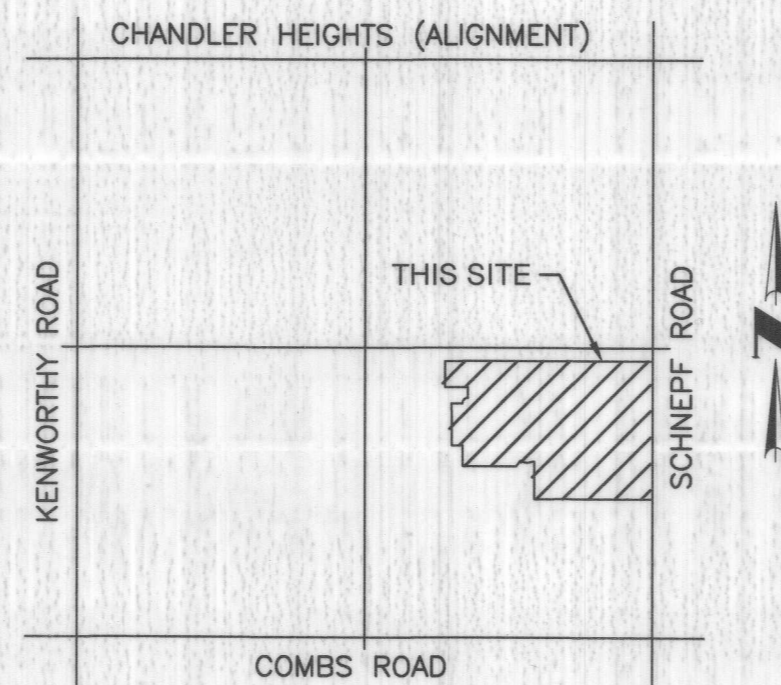 CHANDLER HEIGHTS (ALIGNMENT)
THIS SITE
KENWORTHY ROAD
SCHNEPF ROAD
N
COMBS ROAD